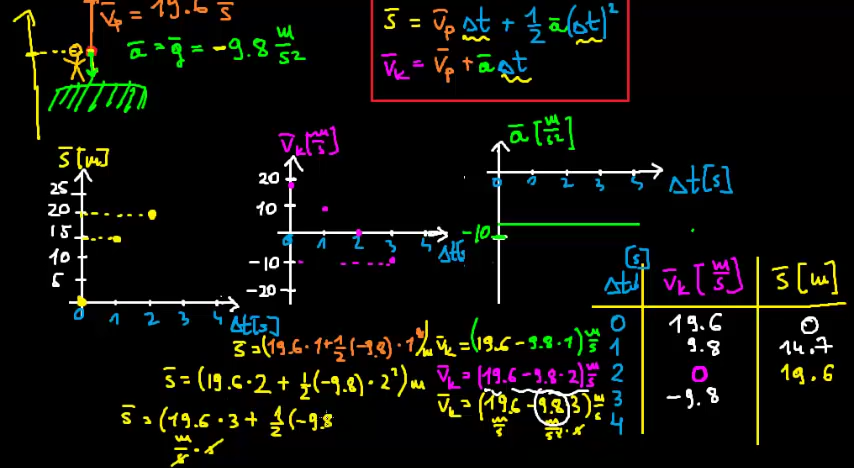 v̄p = 19.6 m/s
ā = ḡ = -9.8 m/s²
s̄ = v̄p Δt + 1/2 ā(Δt)²
v̄k = v̄p + āΔt
s̄ [m]
25
20
15
10
5
0 1 2 3 4 Δt[s]
v̄k [m/s]
20
10
0 1 2 3 4 Δt[s
-10
-20
ā [m/s²]
0 1 2 3 4 Δt[s]
-10
[s]
Δt v̄k [m/s] s̄ [m]
0 19.6 0
1 9.8 14.7
2 0 19.6
3 -9.8
4
s̄ = (19.6 · 1 + 1/2 (-9.8) · 1²) m
v̄k = (19.6 - 9.8 · 1) m/s
s̄ = (19.6 · 2 + 1/2 (-9.8) · 2²) m
v̄k = (19.6 - 9.8 · 2) m/s
s̄ = (19.6 · 3 + 1/2 (-9.8
v̄k = (19.6 - 9.8 3) m/s
m/s · s
m/s m/s² · s